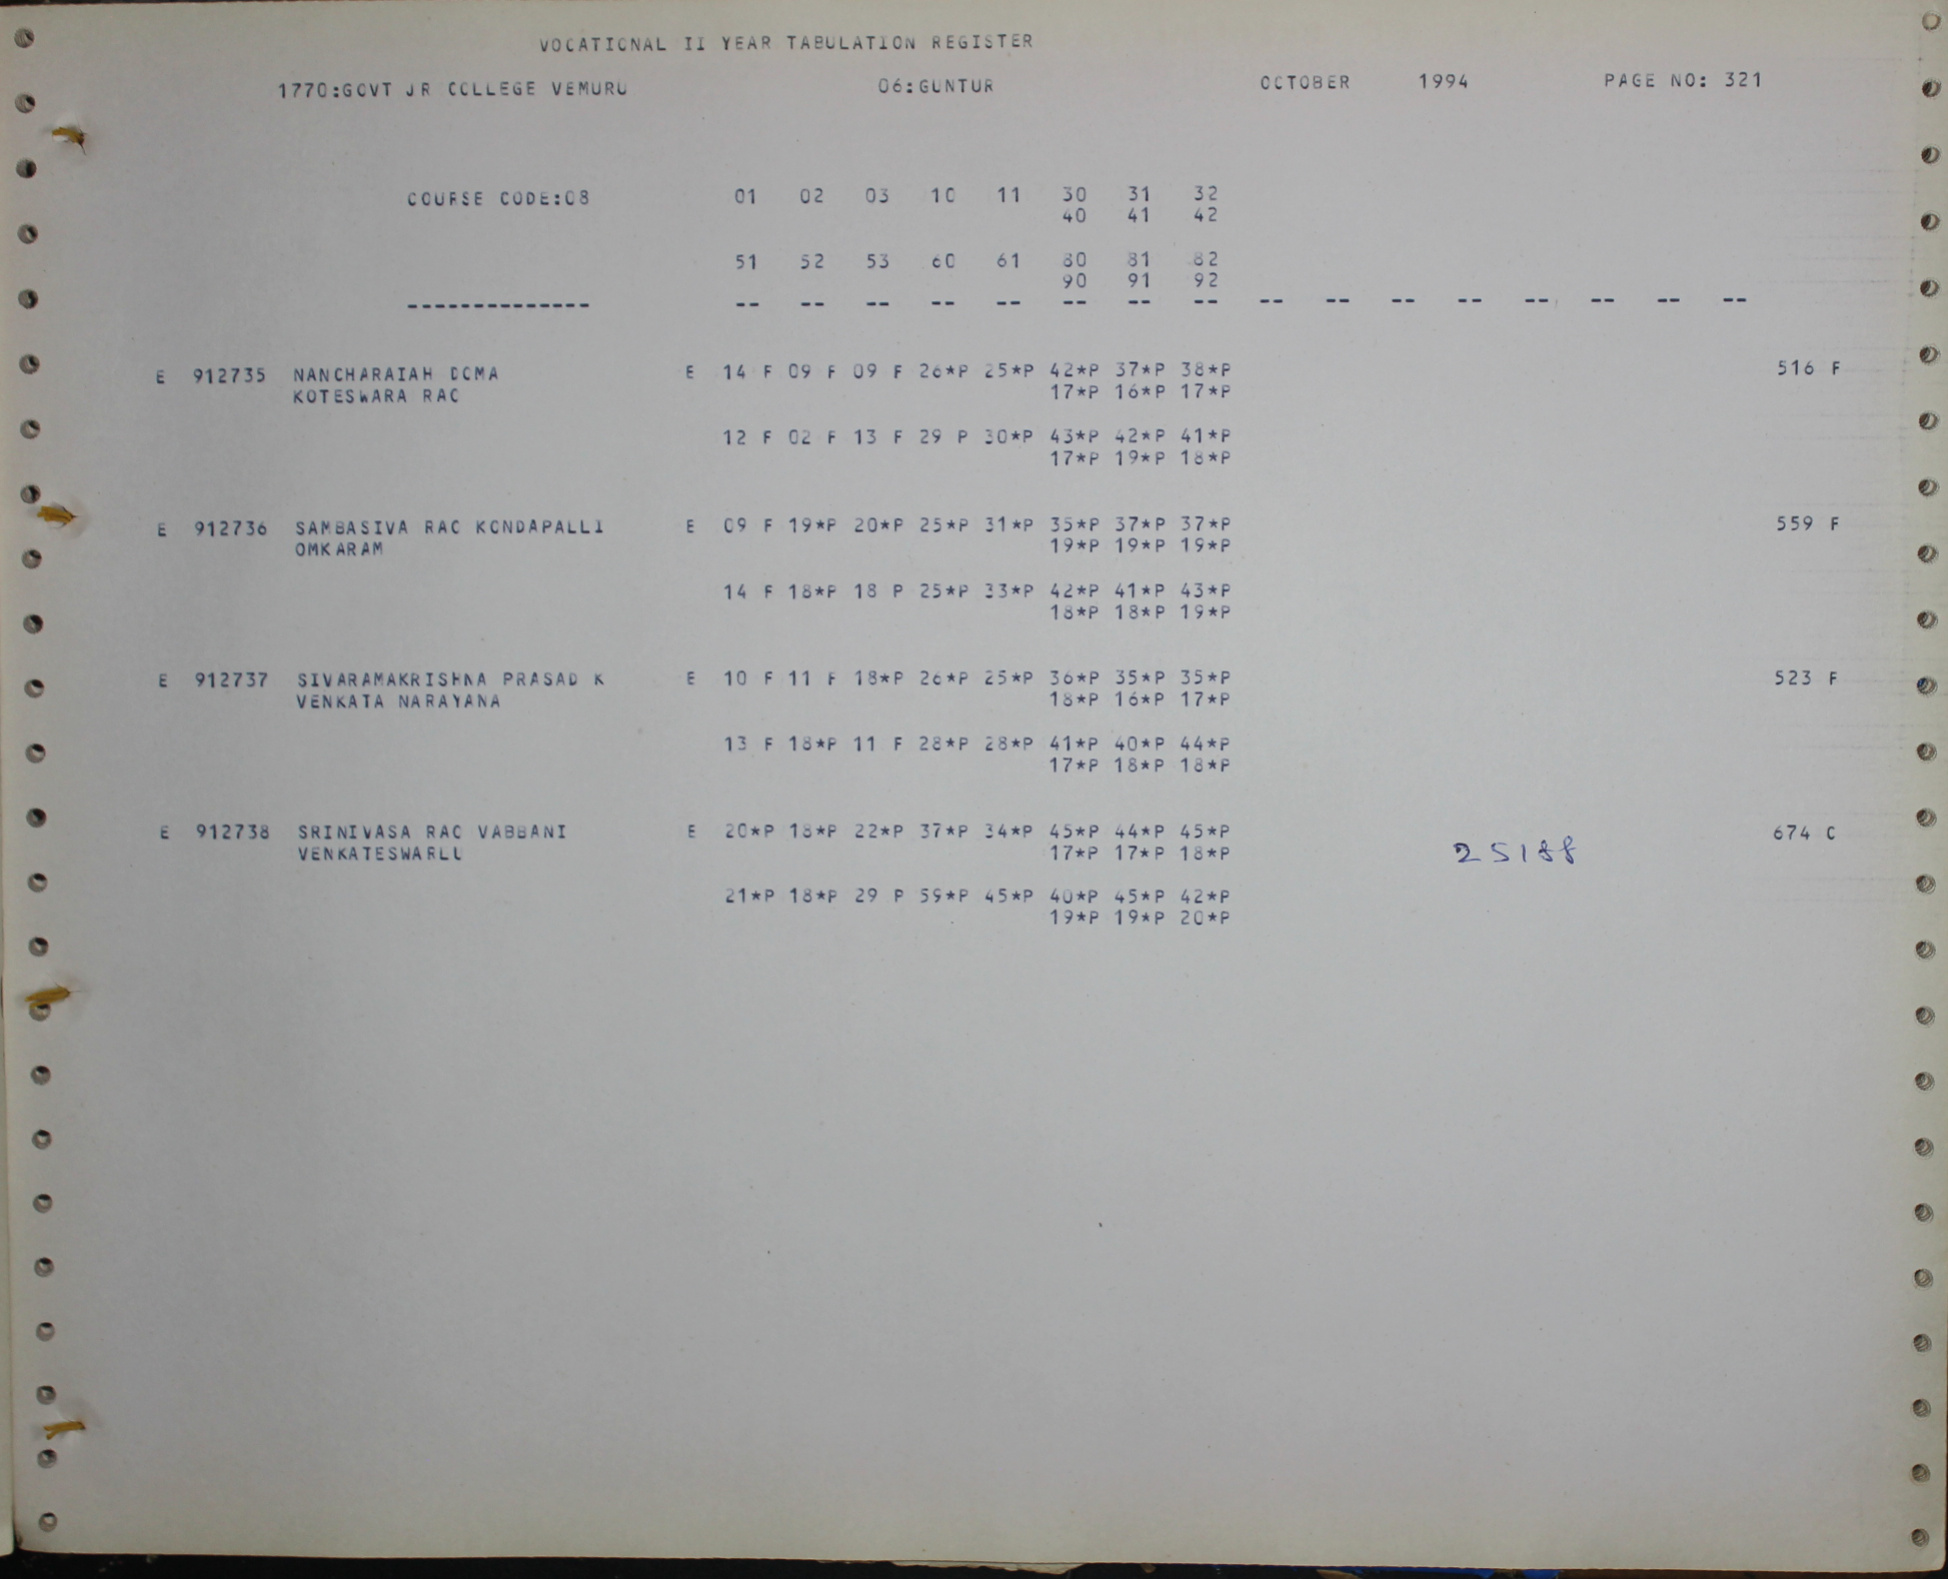 VOCATIONAL II YEAR TABULATION REGISTER
1770:GOVT JR COLLEGE VEMURU 06:GUNTUR OCTOBER 1994 PAGE NO: 321
COURSE CODE:08 01 02 03 10 11 30 31 32
40 41 42
51 52 53 60 61 80 81 82
90 91 92
-------------- -- -- -- -- -- -- -- -- -- -- -- -- -- -- -- --
E 912735 NANCHARAIAH DOMA E 14 F 09 F 09 F 26*P 25*P 42*P 37*P 38*P 516 F
KOTESWARA RAO 17*P 16*P 17*P
12 F 02 F 13 F 29 P 30*P 43*P 42*P 41*P
17*P 19*P 18*P
E 912736 SAMBASIVA RAO KONDAPALLI E 09 F 19*P 20*P 25*P 31*P 35*P 37*P 37*P 559 F
OMKARAM 19*P 19*P 19*P
14 F 18*P 18 P 25*P 33*P 42*P 41*P 43*P
18*P 18*P 19*P
E 912737 SIVARAMAKRISHNA PRASAD K E 10 F 11 F 18*P 26*P 25*P 36*P 35*P 35*P 523 F
VENKATA NARAYANA 18*P 16*P 17*P
13 F 18*P 11 F 28*P 28*P 41*P 40*P 44*P
17*P 18*P 18*P
E 912738 SRINIVASA RAO VABBANI E 20*P 18*P 22*P 37*P 34*P 45*P 44*P 45*P 674 C
VENKATESWARLU 17*P 17*P 18*P 25188
21*P 18*P 29 P 59*P 45*P 40*P 45*P 42*P
19*P 19*P 20*P